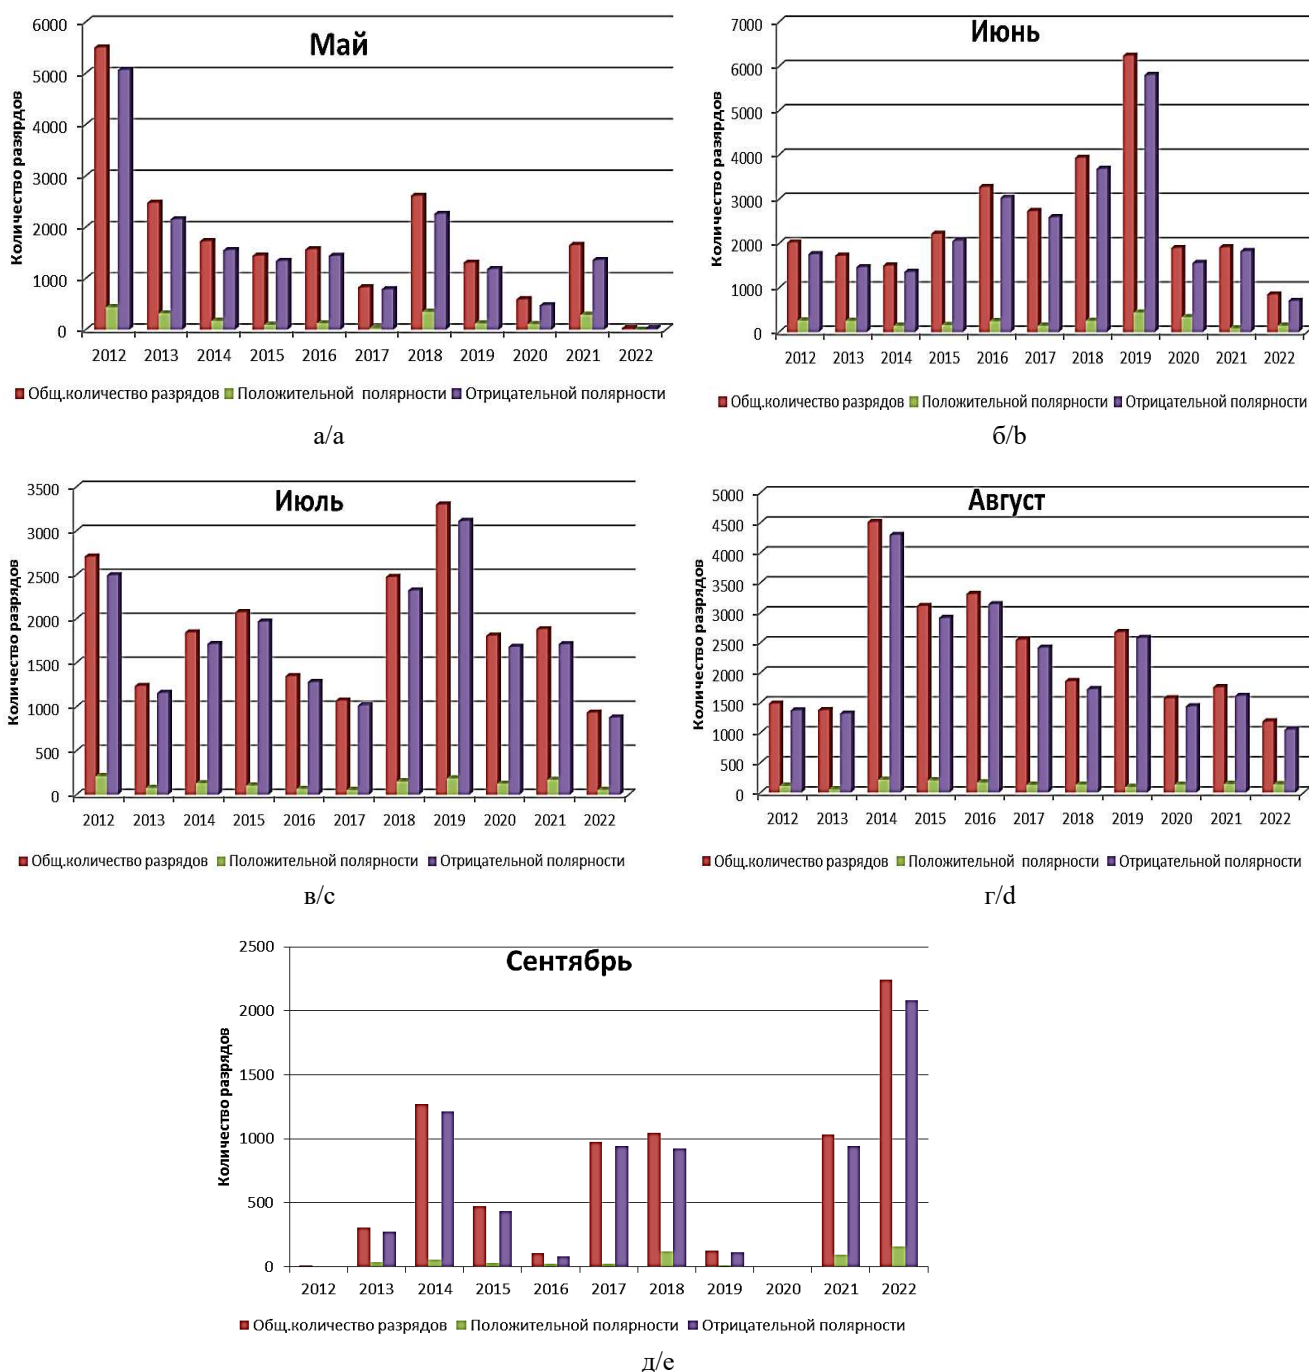 Май
Количество разярдов
6000
5000
4000
3000
2000
1000
0
2012 2013 2014 2015 2016 2017 2018 2019 2020 2021 2022
Общ.количество разрядов Положительной полярности Отрицательной полярности
а/a
Июнь
Количество разярдов
7000
6000
5000
4000
3000
2000
1000
0
2012 2013 2014 2015 2016 2017 2018 2019 2020 2021 2022
Общ.количество разрядов Положительной полярности Отрицательной полярности
б/b
Июль
Количество разрядов
3500
3000
2500
2000
1500
1000
500
0
2012 2013 2014 2015 2016 2017 2018 2019 2020 2021 2022
Общ.количество разрядов Положительной полярности Отрицательной полярности
в/c
Август
Количество разрядов
5000
4500
4000
3500
3000
2500
2000
1500
1000
500
0
2012 2013 2014 2015 2016 2017 2018 2019 2020 2021 2022
Общ.количество разрядов Положительной полярности Отрицательной полярности
г/d
Сентябрь
Количество разрядов
2500
2000
1500
1000
500
0
2012 2013 2014 2015 2016 2017 2018 2019 2020 2021 2022
Общ.количество разрядов Положительной полярности Отрицательной полярности
д/e